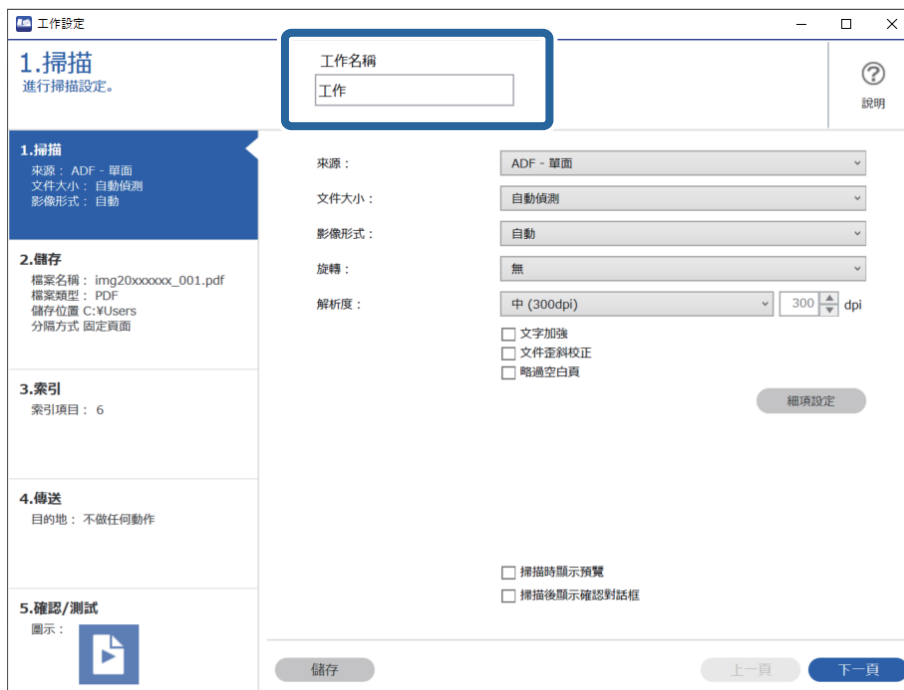 工作設定
1.掃描
進行掃描設定。
工作名稱
工作
說明
1.掃描
來源： ADF - 單面
文件大小： 自動偵測
影像形式： 自動
2.儲存
檔案名稱： img20xxxxxx_001.pdf
檔案類型： PDF
儲存位置 C:¥Users
分隔方式 固定頁面
3.索引
索引項目： 6
4.傳送
目的地： 不做任何動作
5.確認/測試
圖示：
來源： ADF - 單面
文件大小： 自動偵測
影像形式： 自動
旋轉： 無
解析度： 中 (300dpi) 300 dpi
文字加強
文件歪斜校正
略過空白頁
細項設定
掃描時顯示預覽
掃描後顯示確認對話框
儲存 上一頁 下一頁